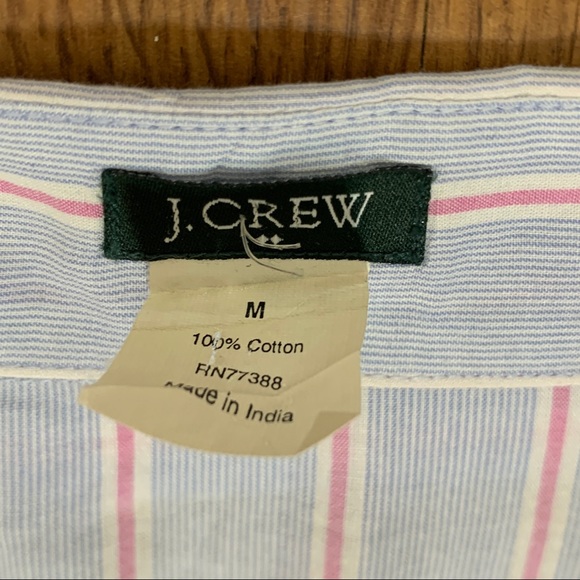 J. CREW
M
100% Cotton
RN77388
Made in India